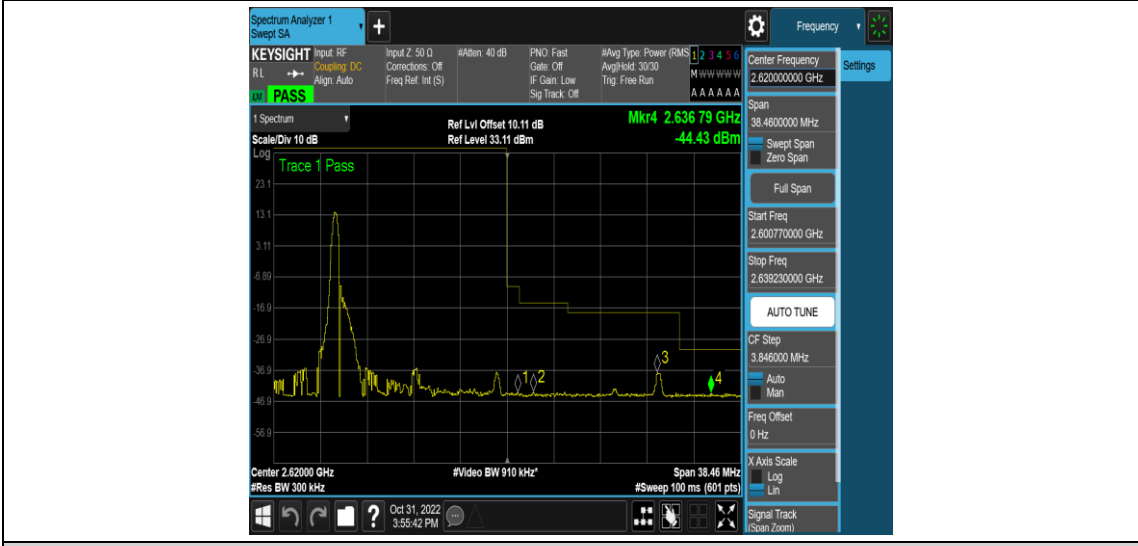 Spectrum Analyzer 1
Swept SA
+
Frequency
KEYSIGHT Input: RF Input Z: 50 Ω #Atten: 40 dB PNO: Fast #Avg Type: Power (RMS 1 2 3 4 5 6
RL Coupling: DC Corrections: Off Gate: Off Avg|Hold: 30/30 M W W W W W
Align: Auto Freq Ref: Int (S) IF Gain: Low Trig: Free Run
Sig Track: Off A A A A A A
PASS
1 Spectrum
Ref Lvl Offset 10.11 dB
Mkr4 2.636 79 GHz
Scale/Div 10 dB Ref Level 33.11 dBm -44.43 dBm
Log
Trace 1 Pass
23.1
13.1
3.11
-6.89
-16.9
-26.9
-36.9
-46.9
-56.9
1
2
3
4
Center 2.62000 GHz #Video BW 910 kHz* Span 38.46 MHz
#Res BW 300 kHz #Sweep 100 ms (601 pts)
Center Frequency
2.620000000 GHz
Settings
Span
38.4600000 MHz
Swept Span
Zero Span
Full Span
Start Freq
2.600770000 GHz
Stop Freq
2.639230000 GHz
AUTO TUNE
CF Step
3.846000 MHz
Auto
Man
Freq Offset
0 Hz
X Axis Scale
Log
Lin
Signal Track
(Span Zoom)
?
Oct 31, 2022
3:55:42 PM